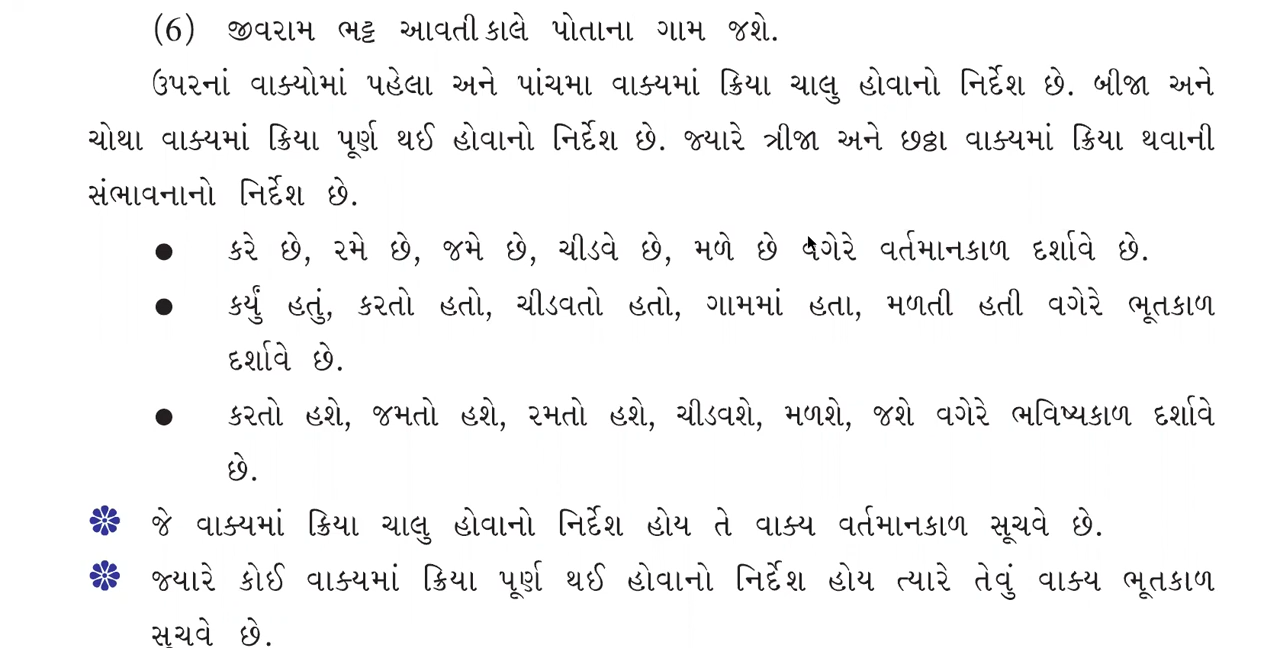 (6) જીવરામ ભટ્ટ આવતી કાલે પોતાના ગામ જશે.
ઉપરનાં વાક્યોમાં પહેલા અને પાંચમા વાક્યમાં ક્રિયા ચાલુ હોવાનો નિર્દેશ છે. બીજા અને
ચોથા વાક્યમાં ક્રિયા પૂર્ણ થઈ હોવાનો નિર્દેશ છે. જ્યારે ત્રીજા અને છઠ્ઠા વાક્યમાં ક્રિયા થવાની
સંભાવનાનો નિર્દેશ છે.
● કરે છે, રમે છે, જમે છે, ચીડવે છે, મળે છે વગેરે વર્તમાનકાળ દર્શાવે છે.
● કર્યું હતું, કરતો હતો, ચીડવતો હતો, ગામમાં હતા, મળતી હતી વગેરે ભૂતકાળ
દર્શાવે છે.
● કરતો હશે, જમતો હશે, રમતો હશે, ચીડવશે, મળશે, જશે વગેરે ભવિષ્યકાળ દર્શાવે
છે.
જે વાક્યમાં ક્રિયા ચાલુ હોવાનો નિર્દેશ હોય તે વાક્ય વર્તમાનકાળ સૂચવે છે.
જ્યારે કોઈ વાક્યમાં ક્રિયા પૂર્ણ થઈ હોવાનો નિર્દેશ હોય ત્યારે તેવું વાક્ય ભૂતકાળ
સૂચવે છે.